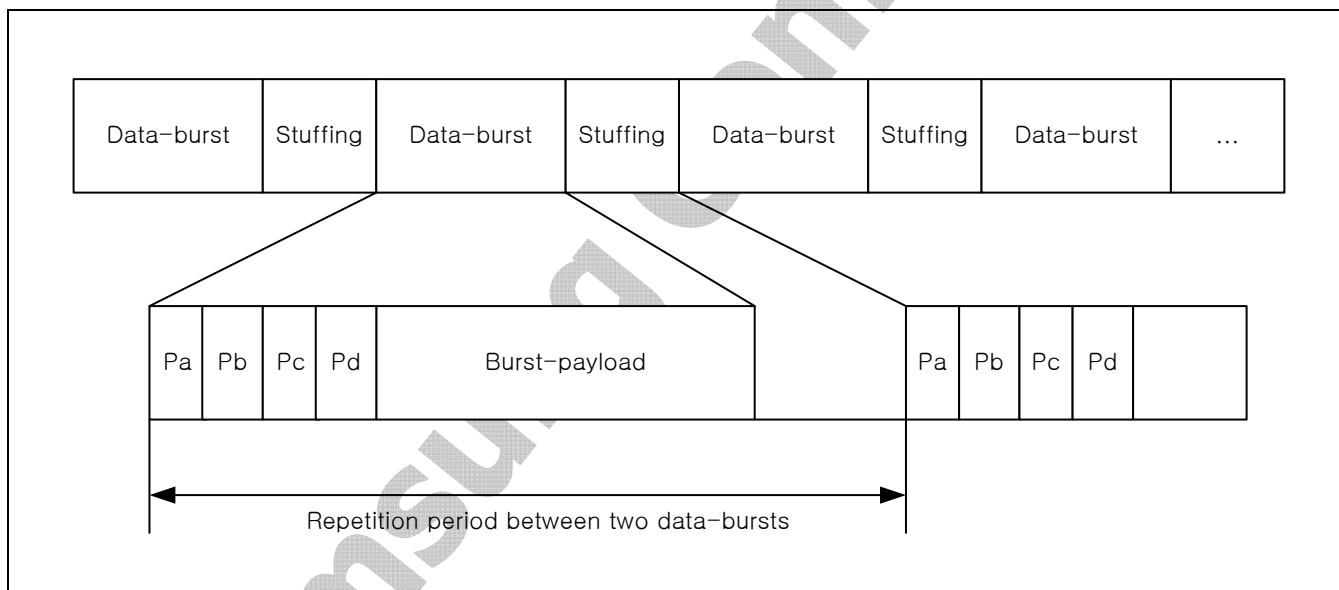 Data-burst Stuffing Data-burst Stuffing Data-burst Stuffing Data-burst ...
Pa Pb Pc Pd Burst-payload Pa Pb Pc Pd
Repetition period between two data-bursts